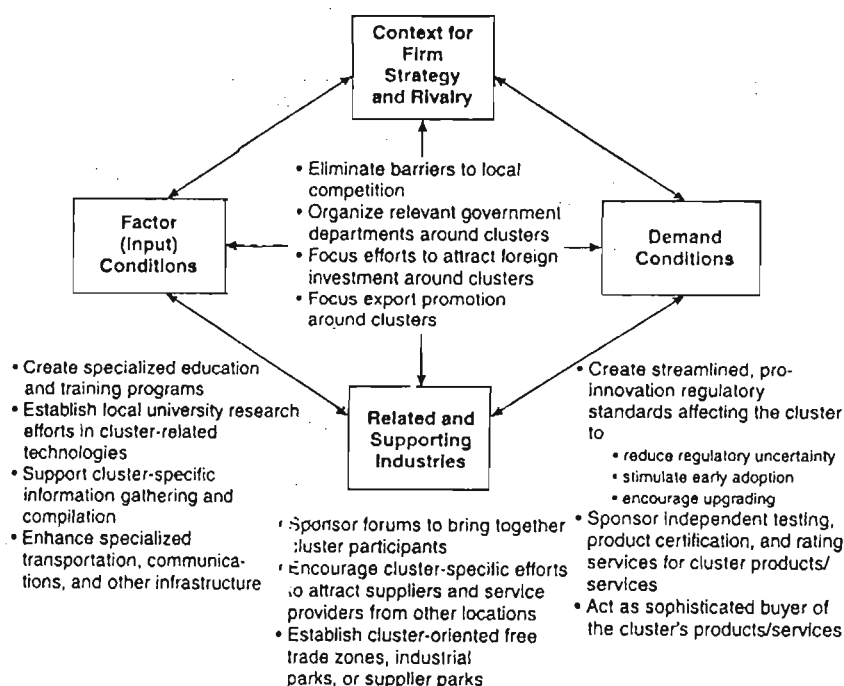 Context for
Firm
Strategy
and Rivalry
• Eliminate barriers to local
competition
• Organize relevant government
departments around clusters
• Focus efforts to attract foreign
investment around clusters
• Focus export promotion
around clusters
Factor
(Input)
Conditions
Demand
Conditions
• Create specialized education
and training programs
• Establish local university research
efforts in cluster-related
technologies
• Support cluster-specific
information gathering and
compilation
• Enhance specialized
transportation, communica-
tions, and other infrastructure
Related and
Supporting
Industries
• Sponsor forums to bring together
cluster participants
• Encourage cluster-specific efforts
to attract suppliers and service
providers from other locations
• Establish cluster-oriented free
trade zones, industrial
parks, or supplier parks
• Create streamlined, pro-
innovation regulatory
standards affecting the cluster
to
• reduce regulatory uncertainty
• stimulate early adoption
• encourage upgrading
• Sponsor independent testing,
product certification, and rating
services for cluster products/
services
• Act as sophisticated buyer of
the cluster's products/services